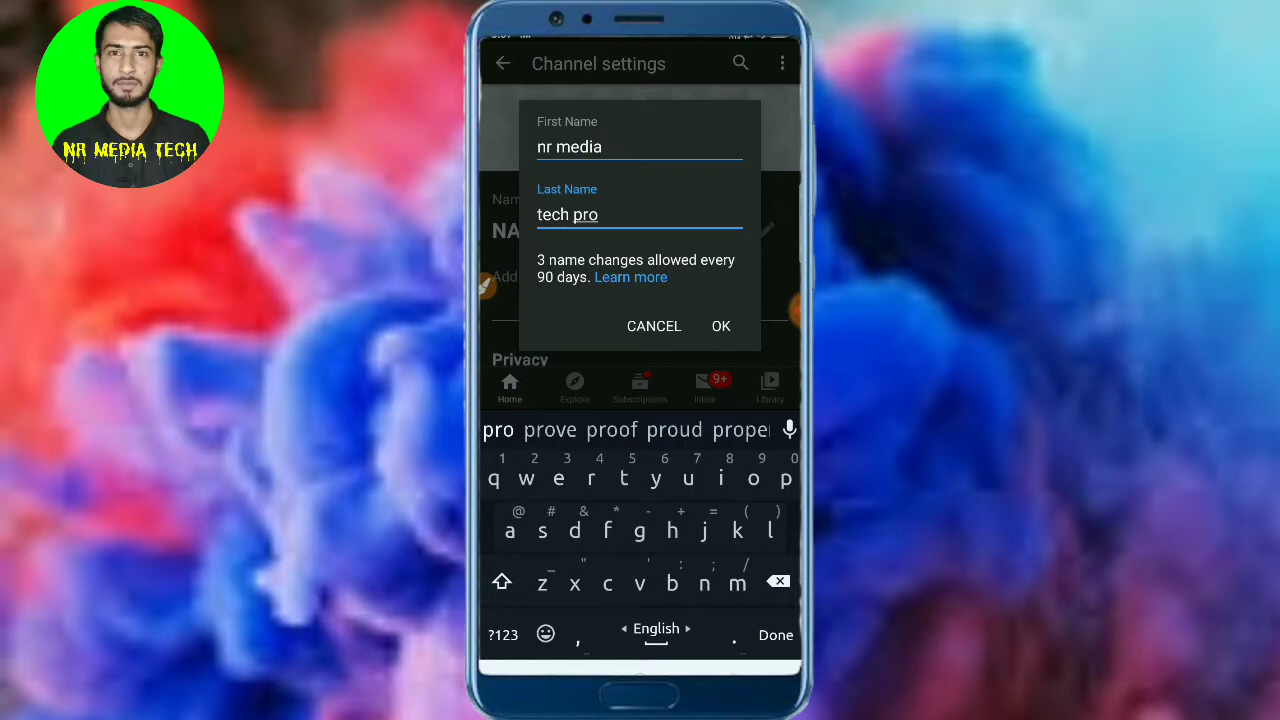 NR MEDIA TECH
Channel settings
First Name
nr media
Last Name
tech pro
3 name changes allowed every
90 days. Learn more
CANCEL OK
Nam
NA
Add
Privacy
Home Explore Subscriptions Inbox Library
9+
pro prove proof proud proper
1 2 3 4 5 6 7 8 9 0
q w e r t y u i o p
@ # & * - + = ( )
a s d f g h j k l
_ " ' : ; /
z x c v b n m
?123 , English . Done